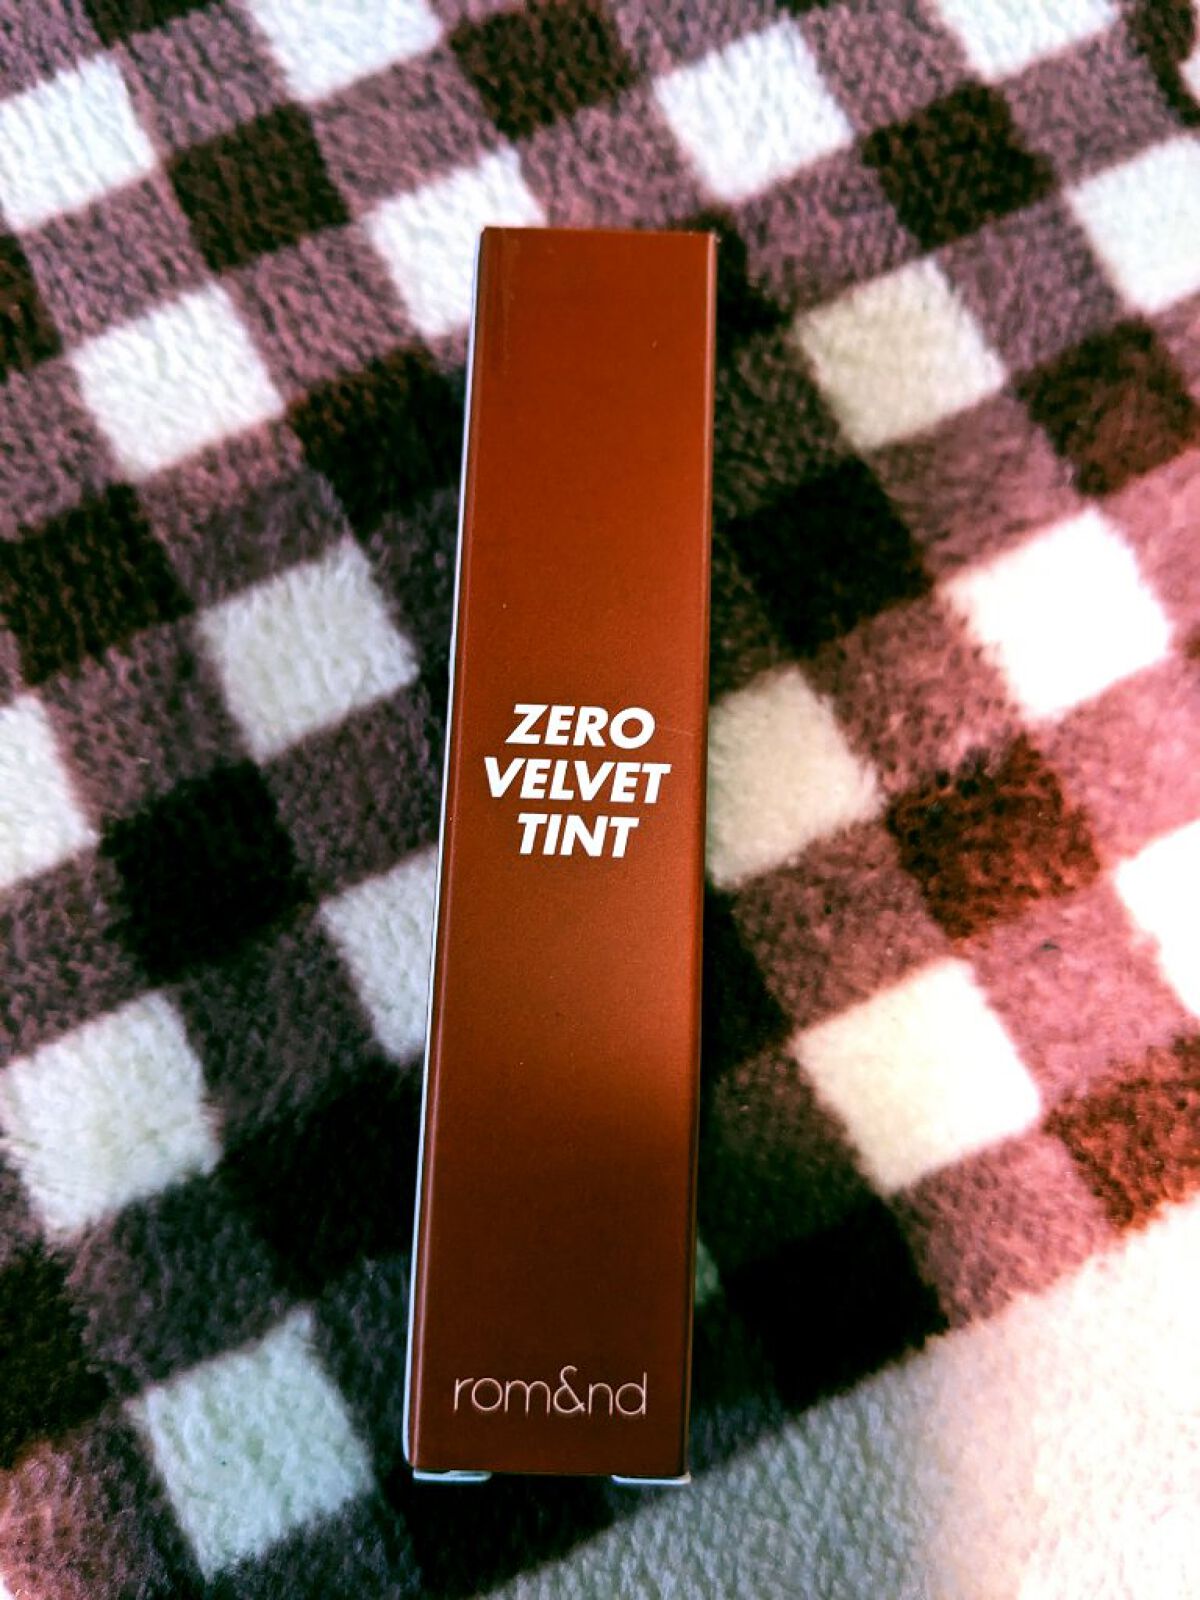 ZERO
VELVET
TINT
rom&nd